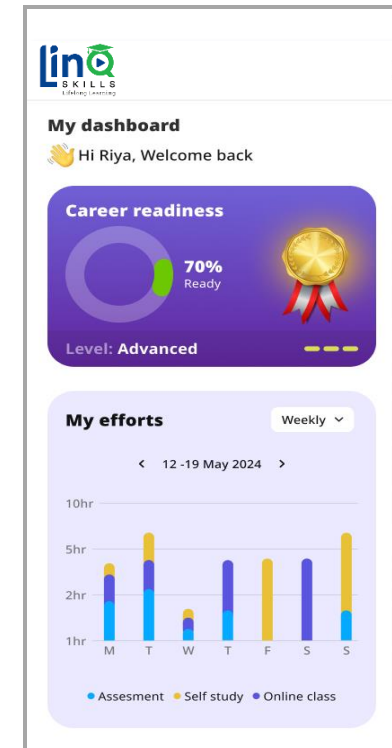 LinQ
SKILLS
Lifelong Learning
My dashboard
Hi Riya, Welcome back
Career readiness
70%
Ready
Level: Advanced
My efforts
Weekly
< 12 -19 May 2024 >
10hr
5hr
2hr
1hr
M T W T F S S
Assesment Self study Online class